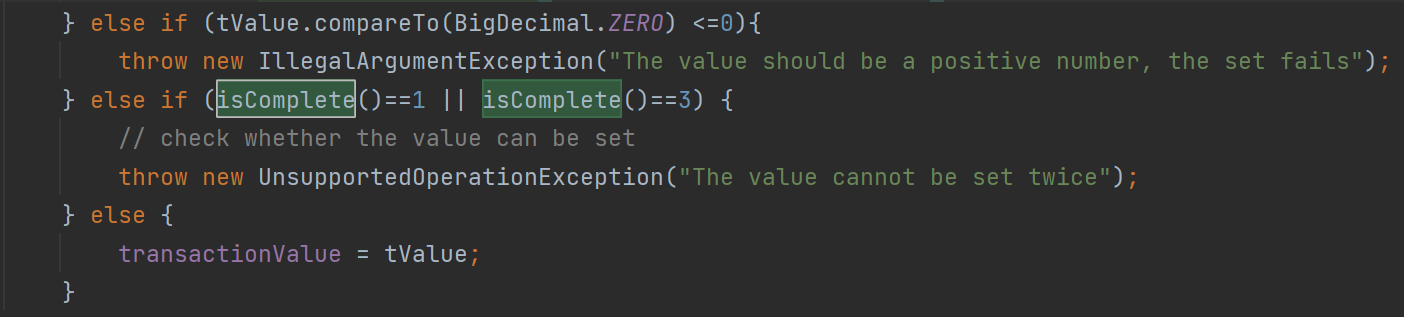 } else if (tValue.compareTo(BigDecimal.ZERO) <=0){
throw new IllegalArgumentException("The value should be a positive number, the set fails");
} else if (isComplete()==1 || isComplete()==3) {
// check whether the value can be set
throw new UnsupportedOperationException("The value cannot be set twice");
} else {
transactionValue = tValue;
}